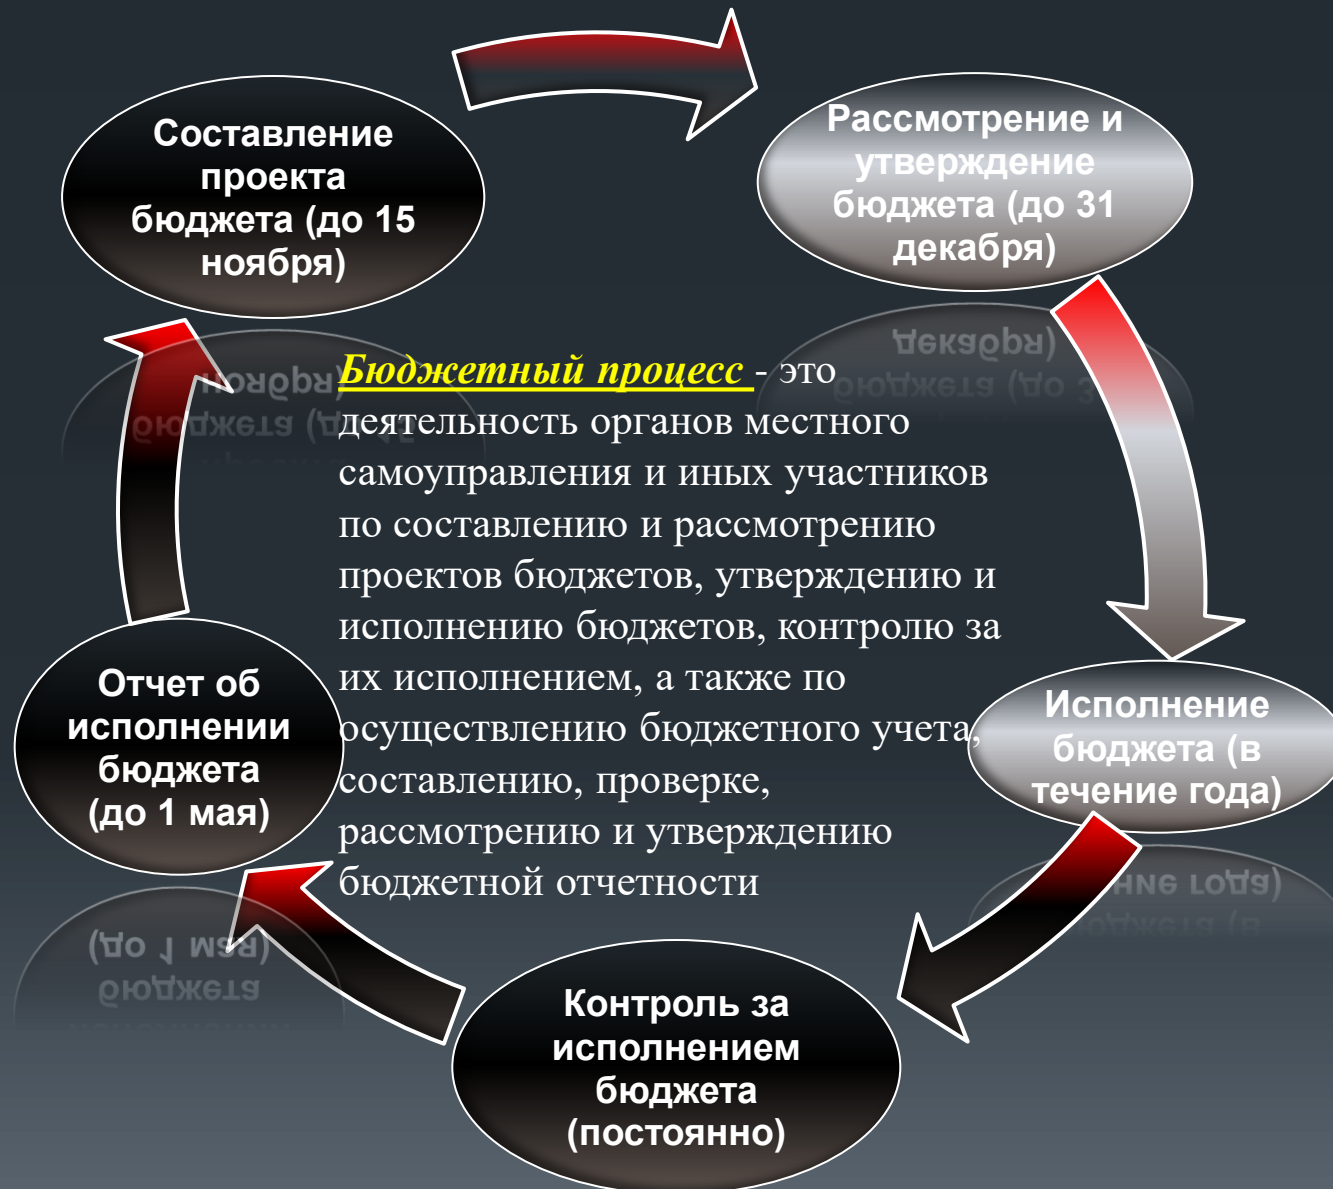 Составление
проекта
бюджета (до 15
ноября)
Рассмотрение и
утверждение
бюджета (до 31
декабря)
Бюджетный процесс - это
деятельность органов местного
самоуправления и иных участников
по составлению и рассмотрению
проектов бюджетов, утверждению и
исполнению бюджетов, контролю за
их исполнением, а также по
осуществлению бюджетного учета,
составлению, проверке,
рассмотрению и утверждению
бюджетной отчетности
Отчет об
исполнении
бюджета
(до 1 мая)
Исполнение
бюджета (в
течение года)
Контроль за
исполнением
бюджета
(постоянно)